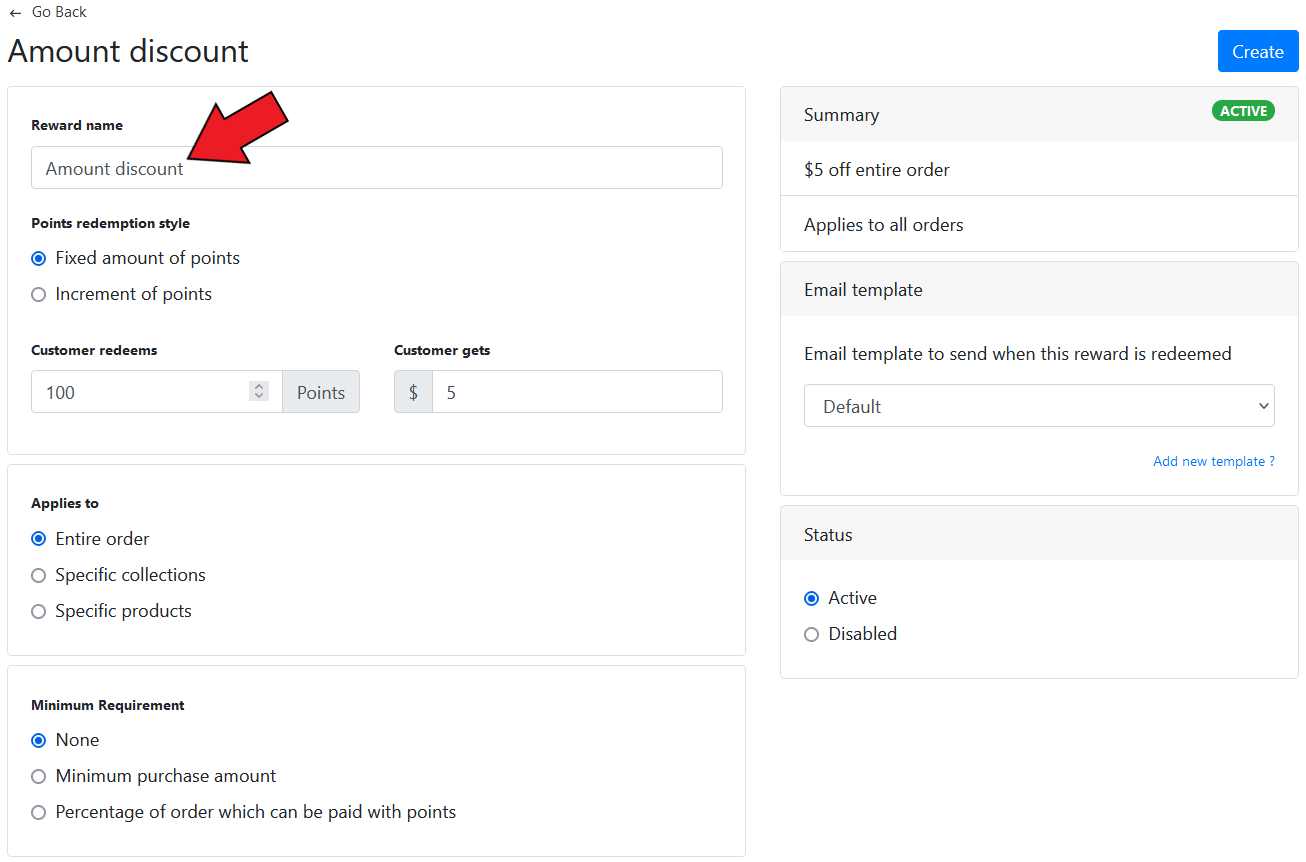 ← Go Back
Amount discount
Create
Reward name
Amount discount
Points redemption style
Fixed amount of points
Increment of points
Customer redeems
Customer gets
100
Points
$
5
Applies to
Entire order
Specific collections
Specific products
Minimum Requirement
None
Minimum purchase amount
Percentage of order which can be paid with points
Summary
ACTIVE
$5 off entire order
Applies to all orders
Email template
Email template to send when this reward is redeemed
Default
Add new template ?
Status
Active
Disabled